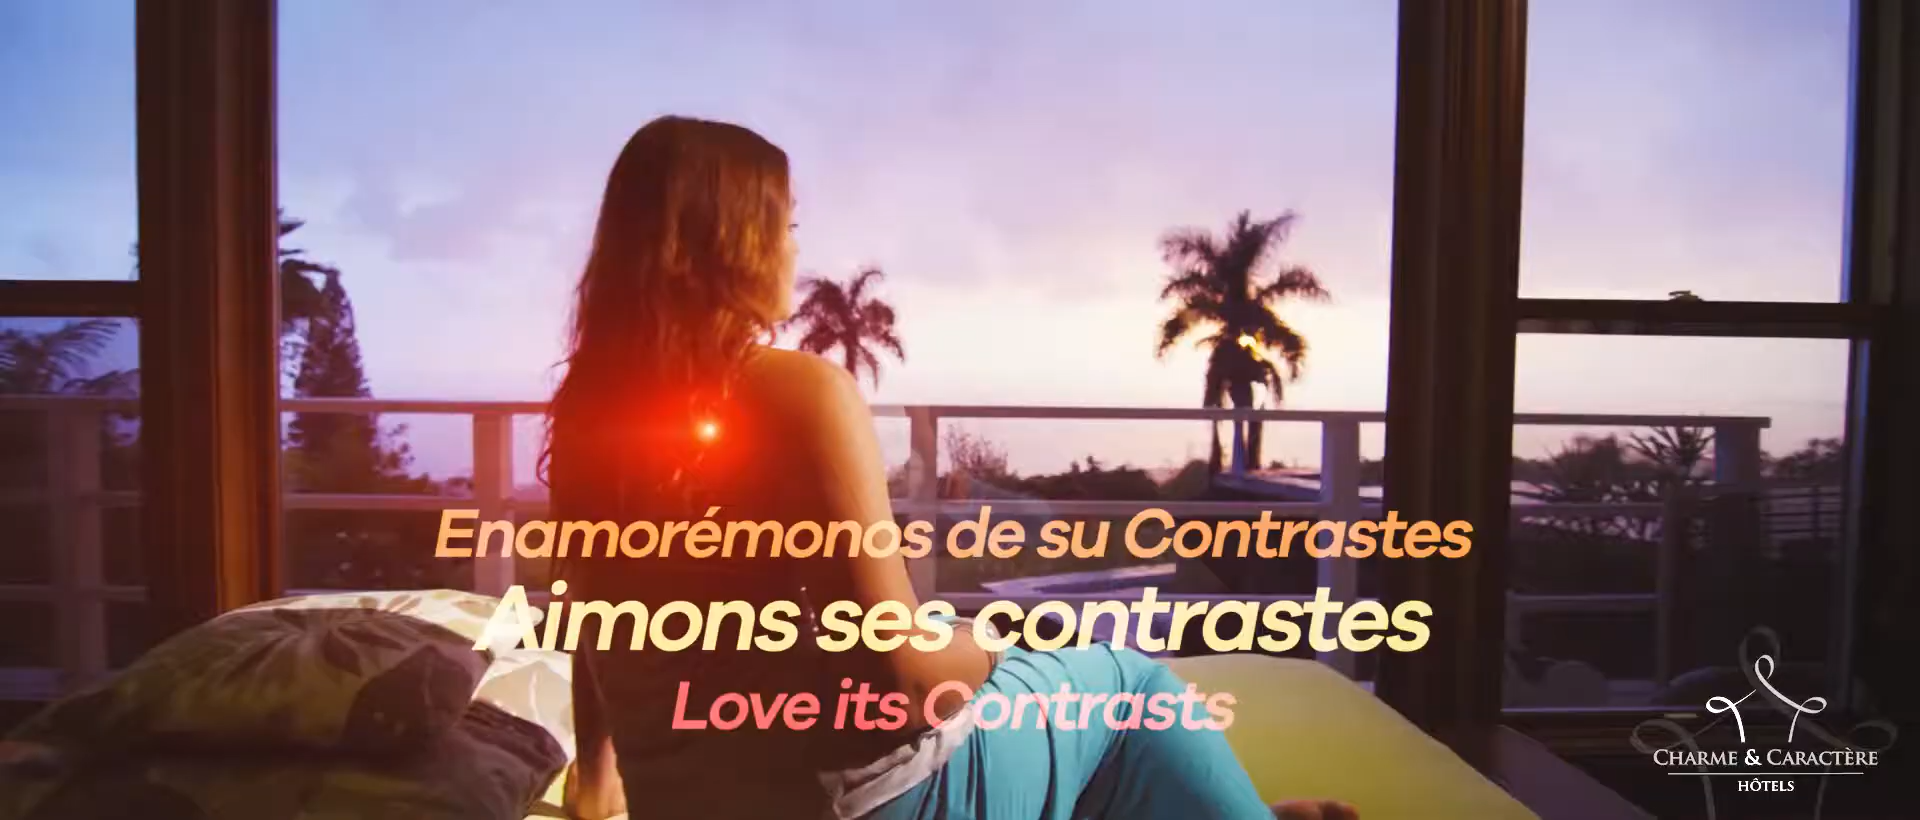 Enamorémonos de su Contrastes
Aimons ses contrastes
Love its Contrasts
CHARME & CARACTÈRE
HÔTELS